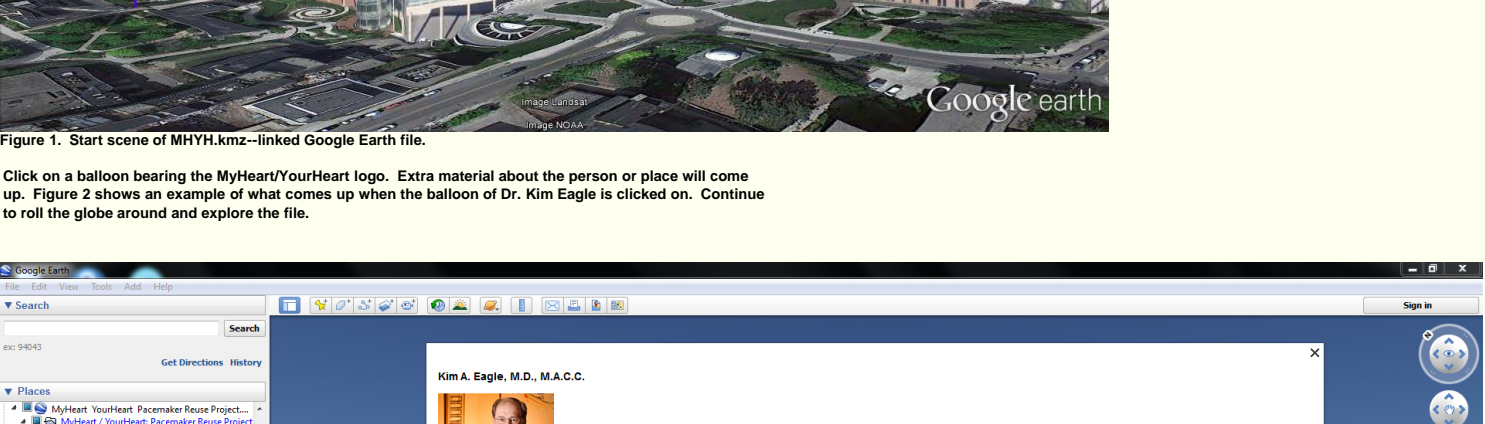 Image Landsat
Image NOAA
Google earth
Figure 1. Start scene of MHYH.kmz--linked Google Earth file.
Click on a balloon bearing the MyHeart/YourHeart logo. Extra material about the person or place will come
up. Figure 2 shows an example of what comes up when the balloon of Dr. Kim Eagle is clicked on. Continue
to roll the globe around and explore the file.
Google Earth
File Edit View Tools Add Help
Search
Sign in
Search
ex: 94043
Get Directions History
Kim A. Eagle, M.D., M.A.C.C.
Places
MyHeart YourHeart Pacemaker Reuse Project....
MyHeart / YourHeart: Pacemaker Reuse Project